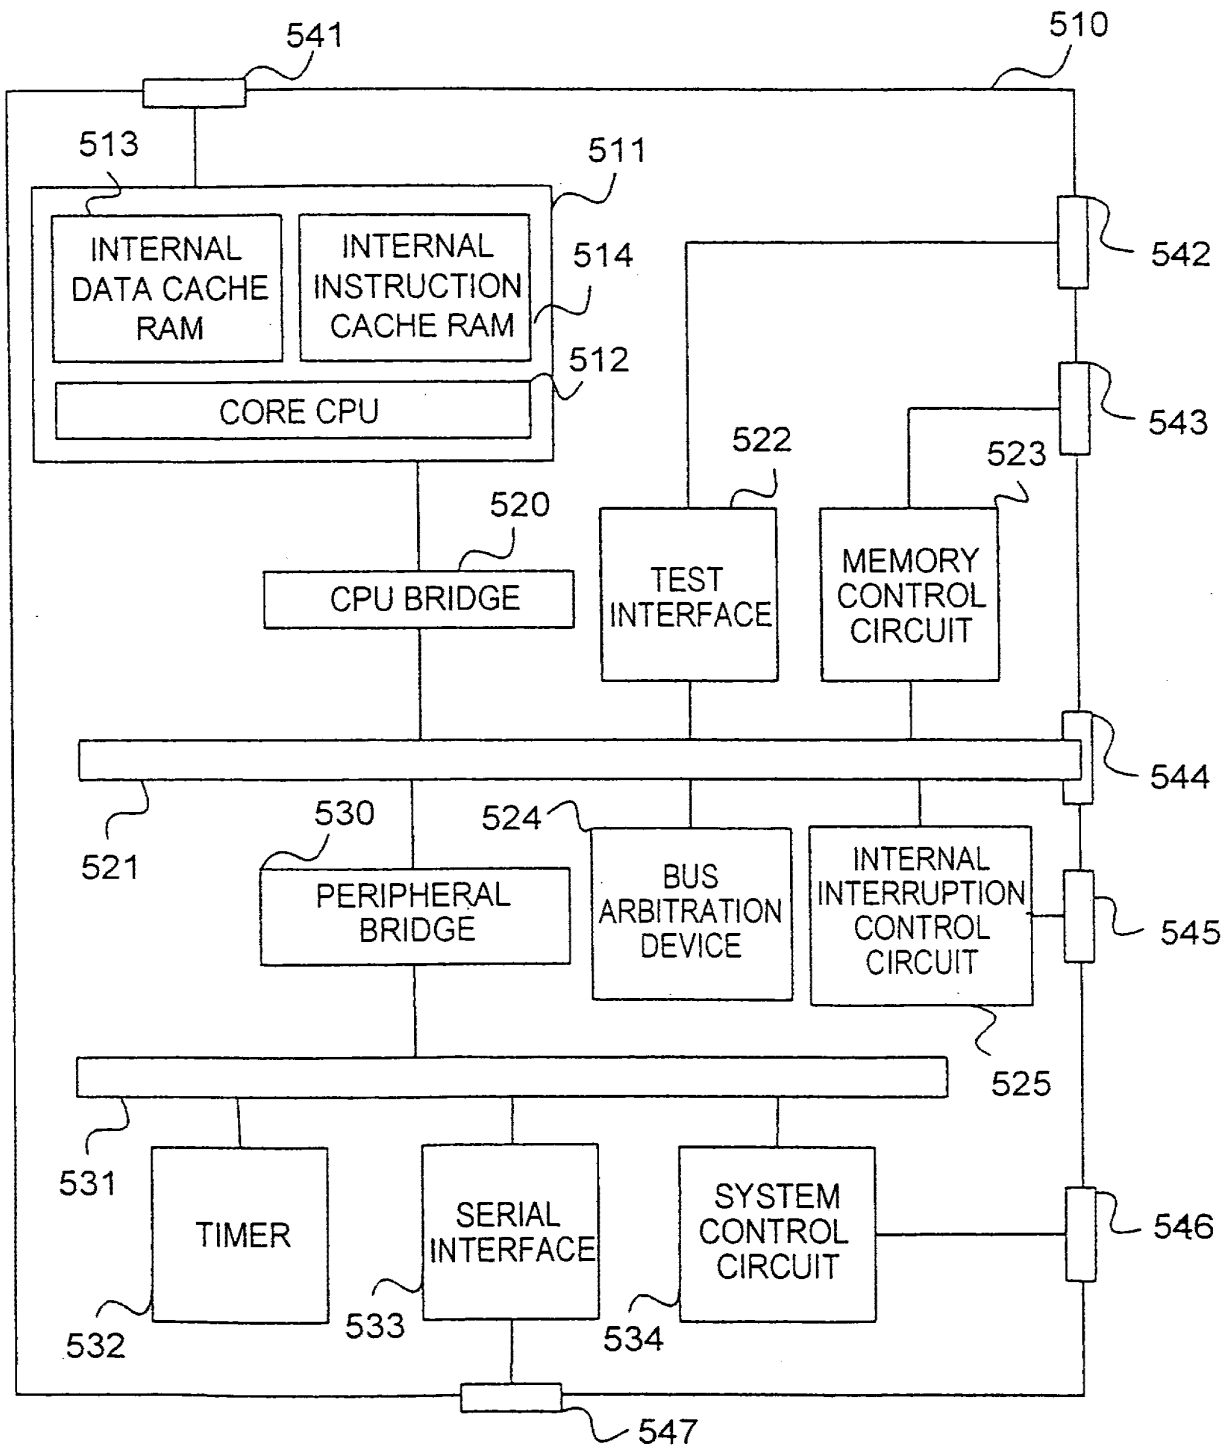 541
510
513
511
INTERNAL
DATA CACHE
RAM
INTERNAL
INSTRUCTION
CACHE RAM
514
542
512
CORE CPU
543
522
523
520
CPU BRIDGE
TEST
INTERFACE
MEMORY
CONTROL
CIRCUIT
544
521
530
524
PERIPHERAL
BRIDGE
BUS
ARBITRATION
DEVICE
INTERNAL
INTERRUPTION
CONTROL
CIRCUIT
545
525
531
TIMER
SERIAL
INTERFACE
SYSTEM
CONTROL
CIRCUIT
546
532
533
534
547